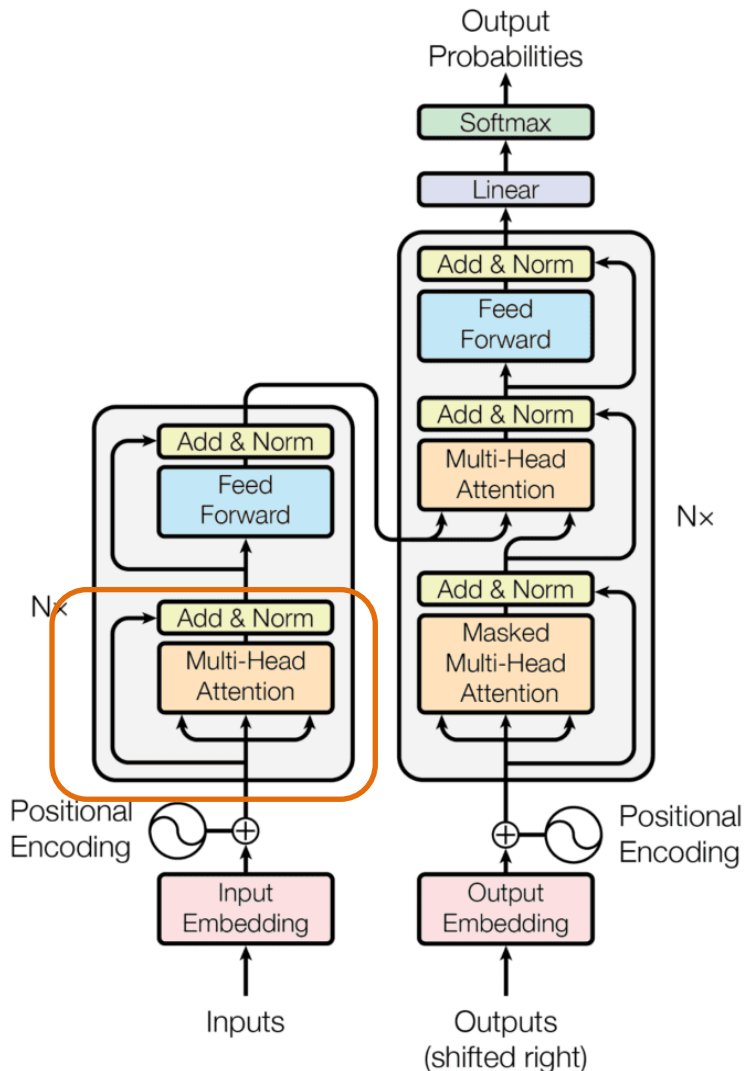 Output
Probabilities
Softmax
Linear
Add & Norm
Feed
Forward
Add & Norm
Multi-Head
Attention
Nx
Add & Norm
Masked
Multi-Head
Attention
Add & Norm
Feed
Forward
Nx
Add & Norm
Multi-Head
Attention
Positional
Encoding
Positional
Encoding
Input
Embedding
Output
Embedding
Inputs
Outputs
(shifted right)